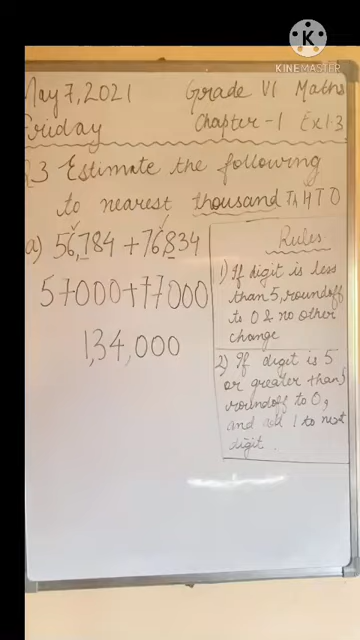 KINEMASTER
May 7, 2021 Grade VI Maths
Friday Chapter-1 Ex 1.3
Q.3 Estimate the following
to nearest thousand Th H T O
a) 56,784 + 76,834
57000+77000
1,34,000
Rules
1) If digit is less
than 5, roundoff
to 0 & no other
change
2) If digit is 5
or greater than 5
roundoff to 0,
and add 1 to next
digit.